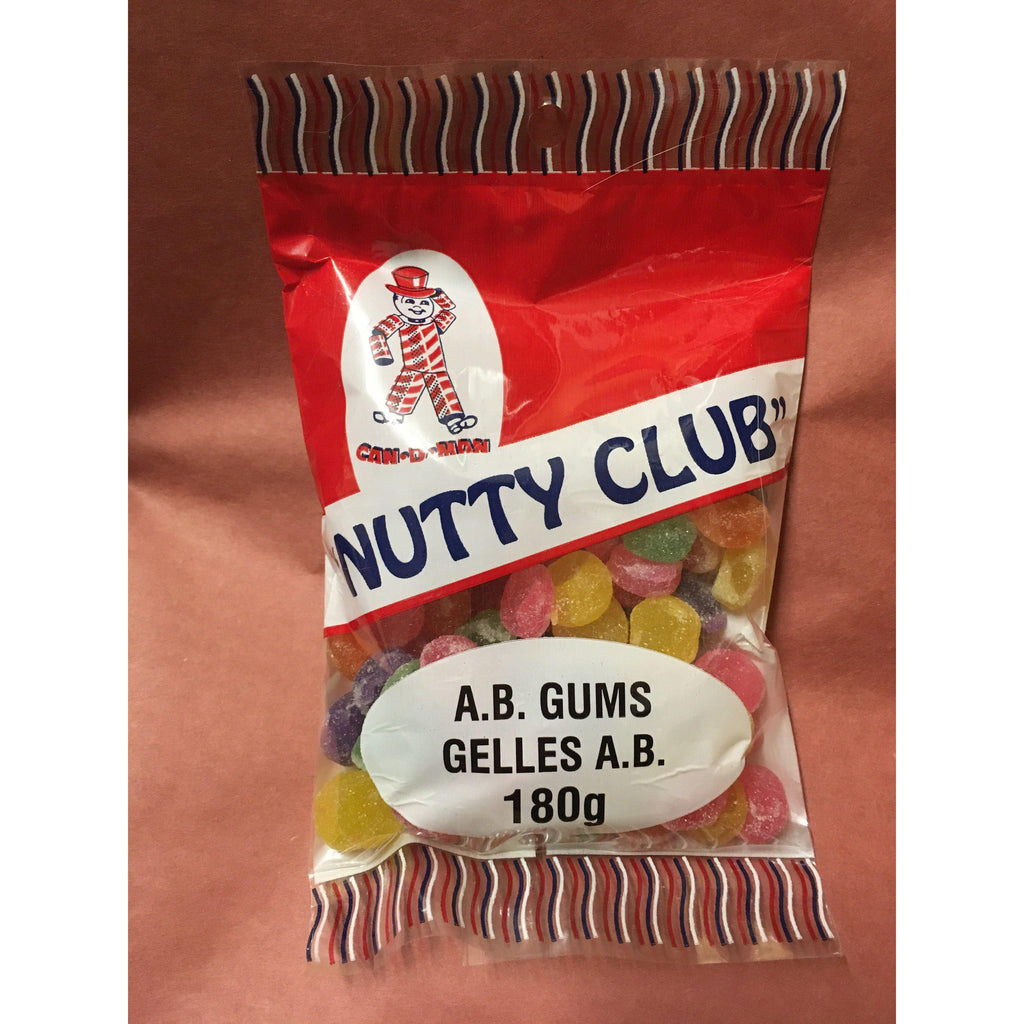 CAN•D•MAN
"NUTTY CLUB"
A.B. GUMS
GELLES A.B.
180g